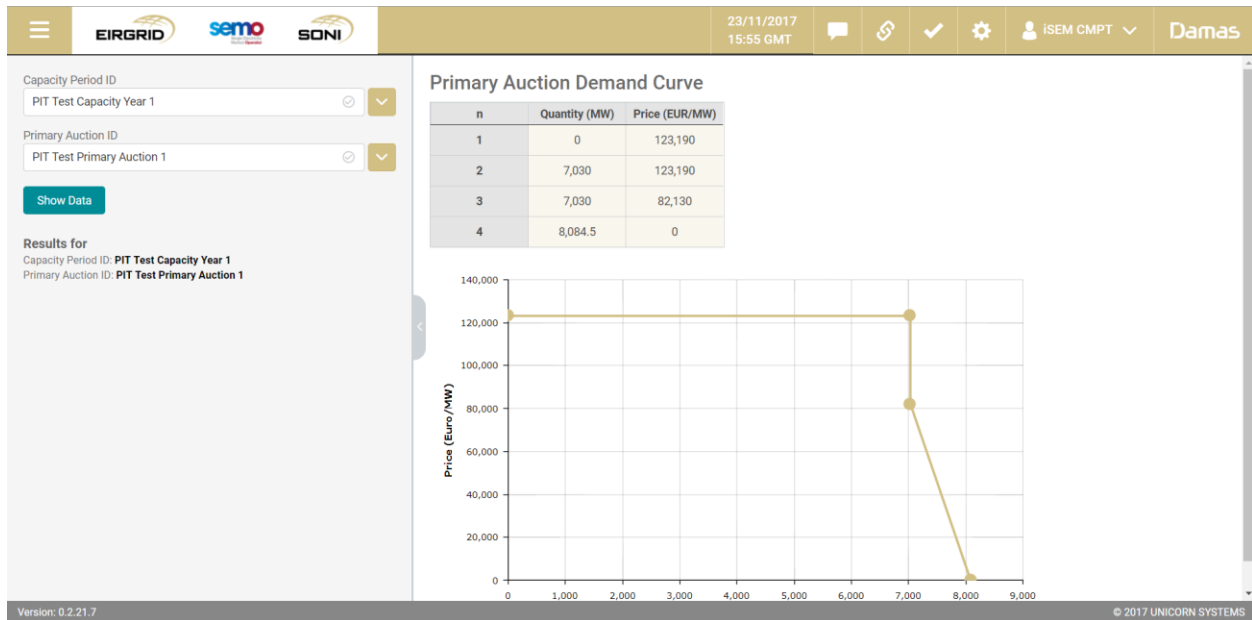 EIRGRID
semo
SONI
23/11/2017
15:55 GMT
iSEM CMPT
Damas
Capacity Period ID
PIT Test Capacity Year 1
Primary Auction ID
PIT Test Primary Auction 1
Show Data
Results for
Capacity Period ID: PIT Test Capacity Year 1
Primary Auction ID: PIT Test Primary Auction 1
Primary Auction Demand Curve
n Quantity (MW) Price (EUR/MW)
1 0 123,190
2 7,030 123,190
3 7,030 82,130
4 8,084.5 0
140,000
120,000
100,000
80,000
60,000
40,000
20,000
0
Price (Euro/MW)
0 1,000 2,000 3,000 4,000 5,000 6,000 7,000 8,000 9,000
Version: 0.2.21.7
© 2017 UNICORN SYSTEMS